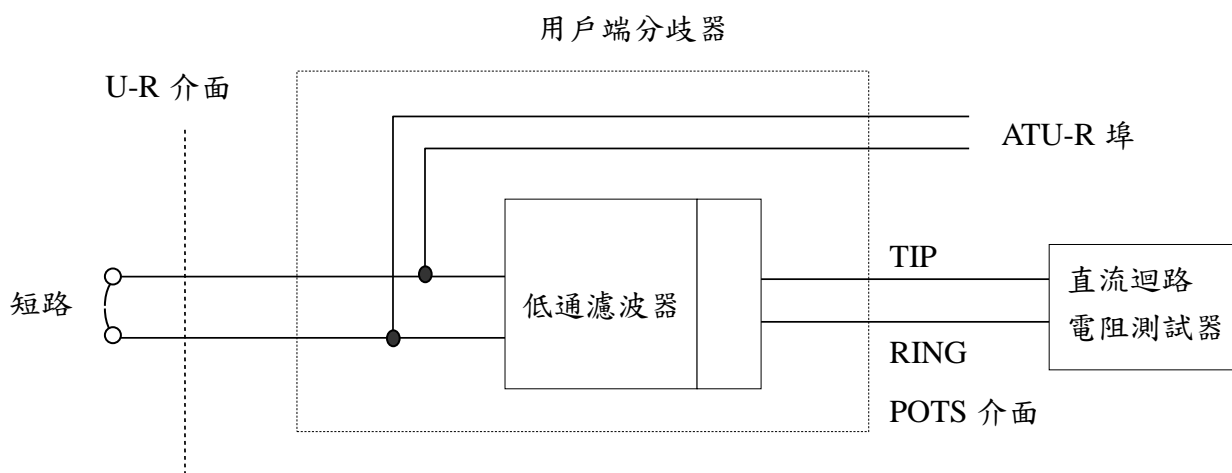 用戶端分歧器
U-R 介面
ATU-R 埠
短路
低通濾波器
TIP
直流迴路
電阻測試器
RING
POTS 介面